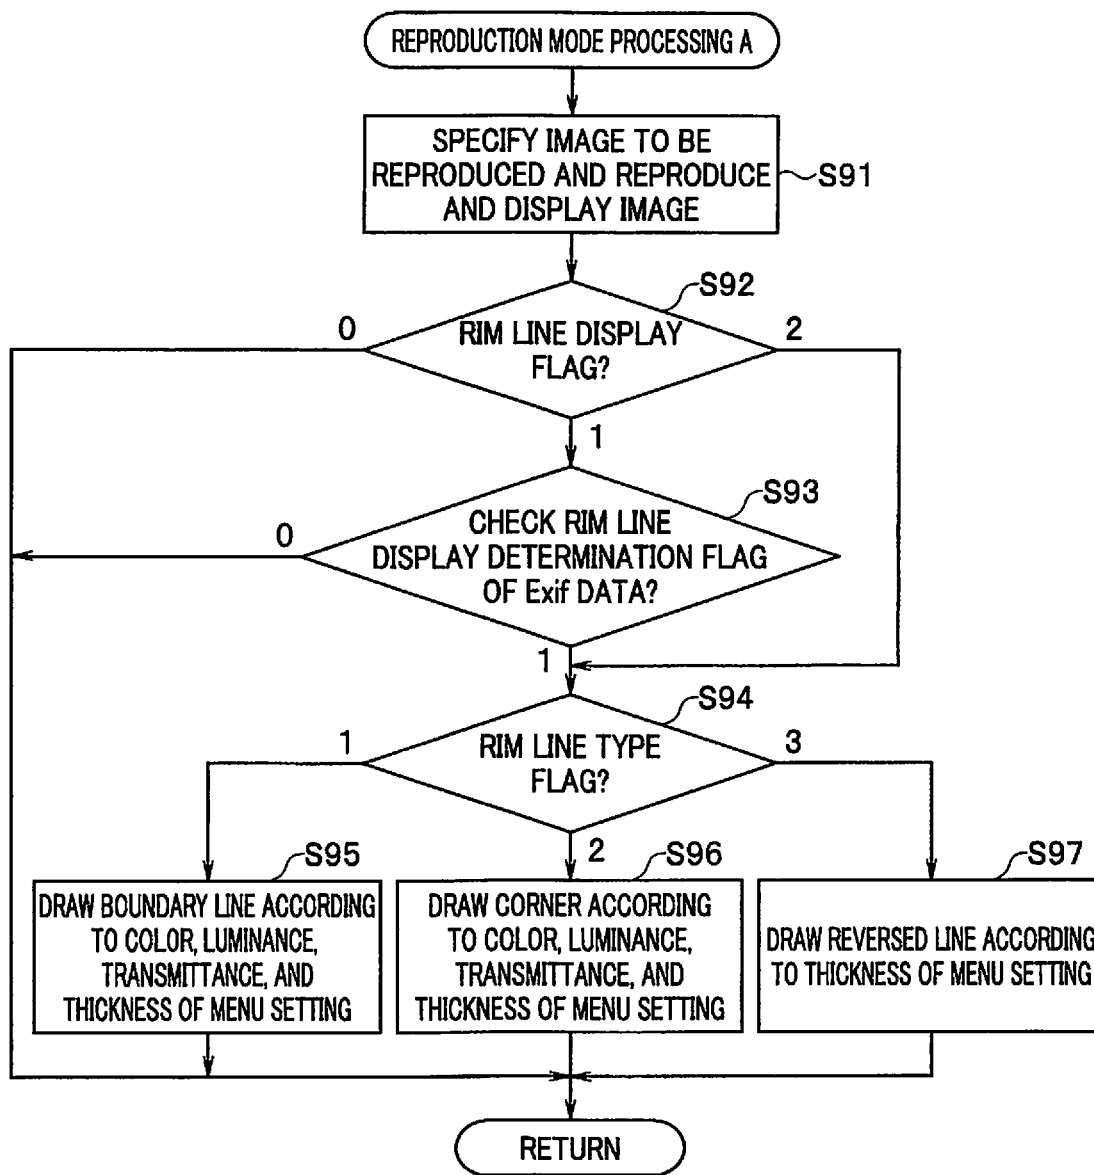 REPRODUCTION MODE PROCESSING A
SPECIFY IMAGE TO BE
REPRODUCED AND REPRODUCE
AND DISPLAY IMAGE
S91
S92
0
RIM LINE DISPLAY
FLAG?
2
1
S93
0
CHECK RIM LINE
DISPLAY DETERMINATION FLAG
OF Exif DATA?
1
S94
1
RIM LINE TYPE
FLAG?
3
2
S95
DRAW BOUNDARY LINE ACCORDING
TO COLOR, LUMINANCE,
TRANSMITTANCE, AND
THICKNESS OF MENU SETTING
S96
DRAW CORNER ACCORDING
TO COLOR, LUMINANCE,
TRANSMITTANCE, AND
THICKNESS OF MENU SETTING
S97
DRAW REVERSED LINE ACCORDING
TO THICKNESS OF MENU SETTING
RETURN